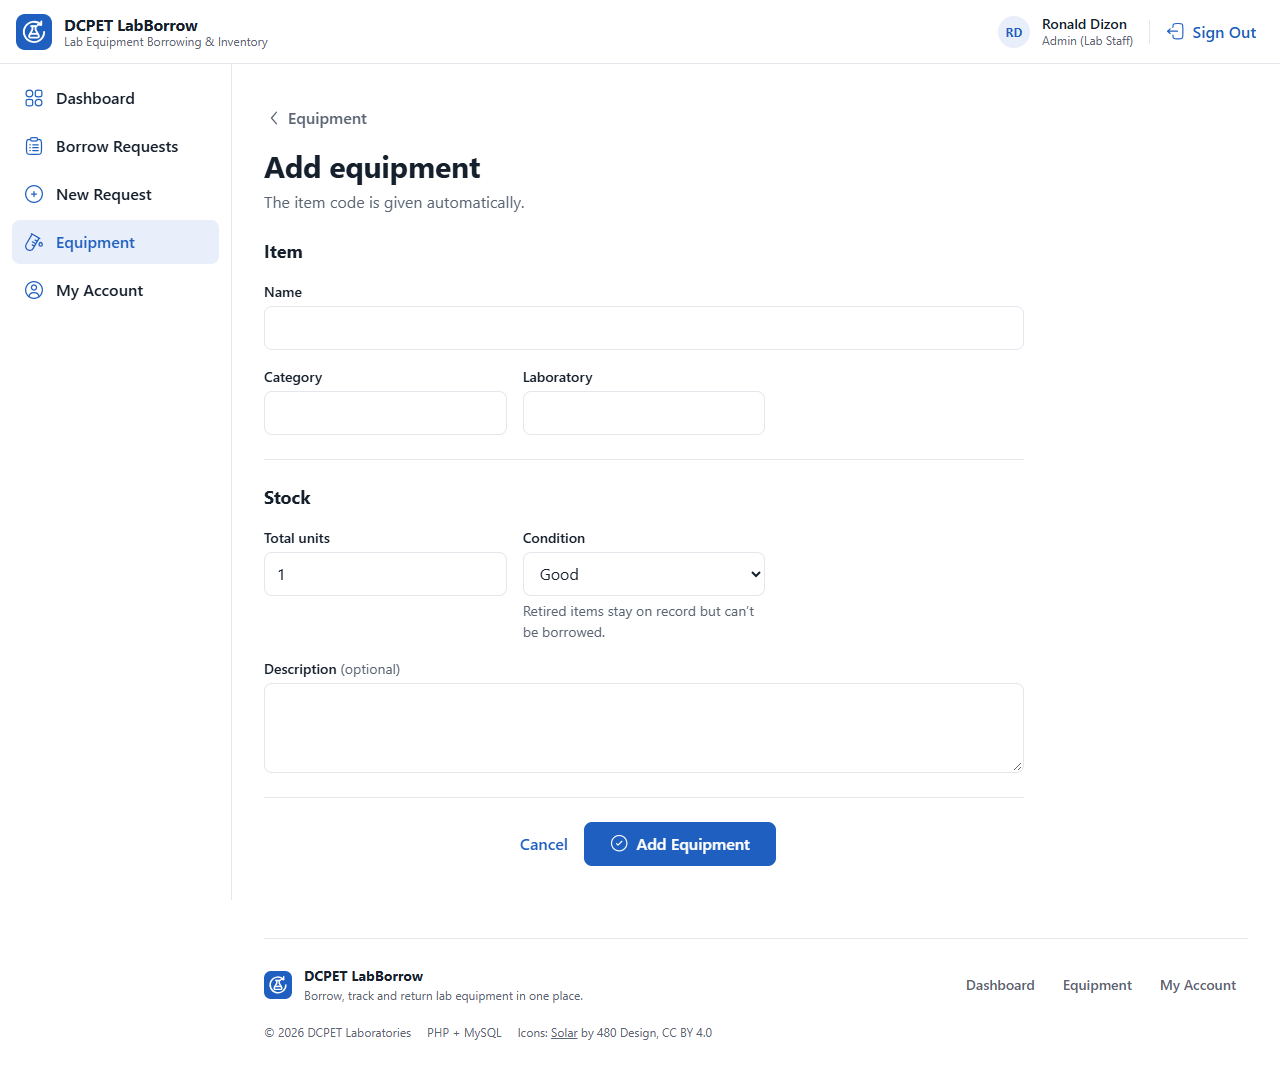 DCPET LabBorrow
Lab Equipment Borrowing & Inventory
RD
Ronald Dizon
Admin (Lab Staff)
Sign Out
Dashboard
Borrow Requests
New Request
Equipment
My Account
Equipment
Add equipment
The item code is given automatically.
Item
Name
Category
Laboratory
Stock
Total units
Condition
1
Good
Retired items stay on record but can't
be borrowed.
Description (optional)
Cancel
Add Equipment
DCPET LabBorrow
Borrow, track and return lab equipment in one place.
Dashboard
Equipment
My Account
© 2026 DCPET Laboratories
PHP + MySQL
Icons: Solar by 480 Design, CC BY 4.0